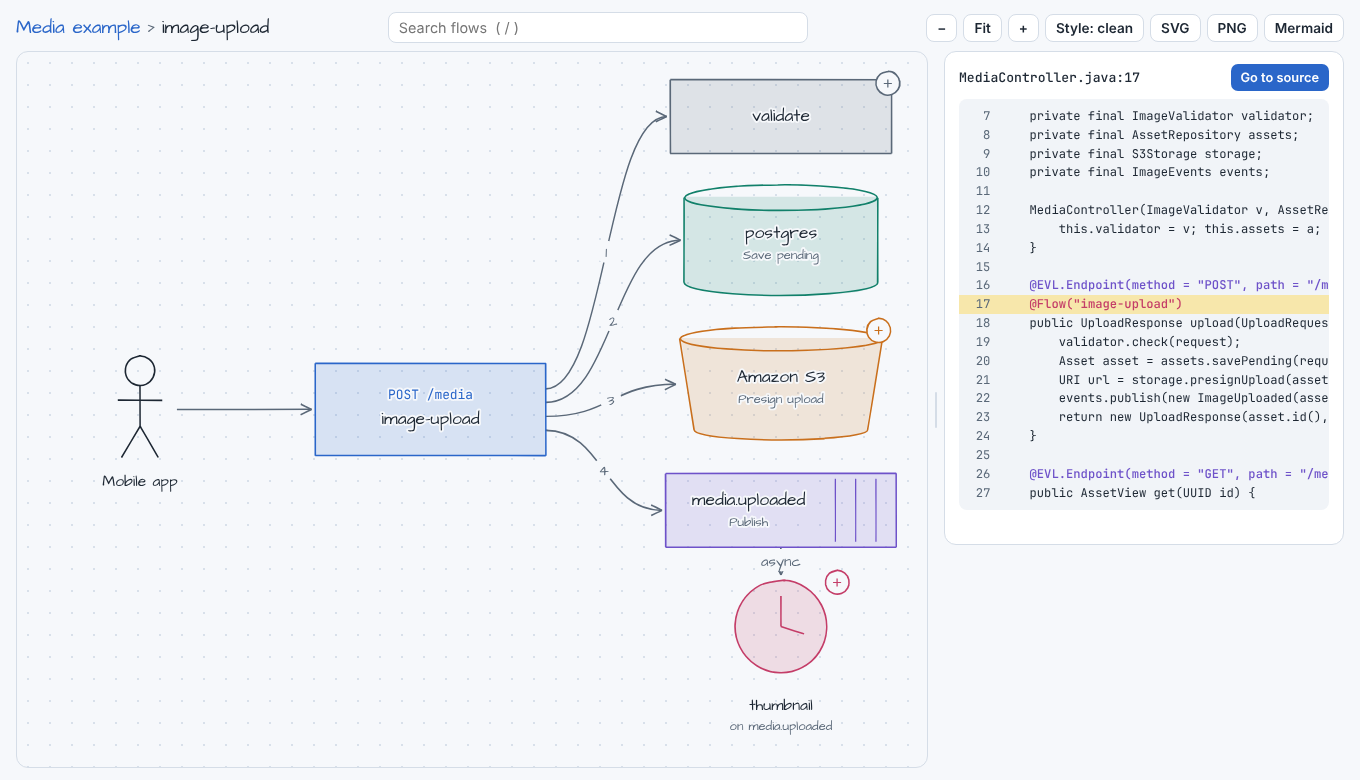 Media example > image-upload
Search flows ( / )
−
Fit
+
Style: clean
SVG
PNG
Mermaid
validate
+
1
postgres
Save pending
2
Amazon S3
Presign upload
+
3
POST /media
image-upload
Mobile app
4
media.uploaded
Publish
async
+
thumbnail
on media.uploaded
MediaController.java:17
Go to source
7 private final ImageValidator validator;
8 private final AssetRepository assets;
9 private final S3Storage storage;
10 private final ImageEvents events;
11
12 MediaController(ImageValidator v, AssetRe
13 this.validator = v; this.assets = a;
14 }
15
16 @EVL.Endpoint(method = "POST", path = "/m
17 @Flow("image-upload")
18 public UploadResponse upload(UploadReques
19 validator.check(request);
20 Asset asset = assets.savePending(requ
21 URI url = storage.presignUpload(asset
22 events.publish(new ImageUploaded(asse
23 return new UploadResponse(asset.id(),
24 }
25
26 @EVL.Endpoint(method = "GET", path = "/me
27 public AssetView get(UUID id) {